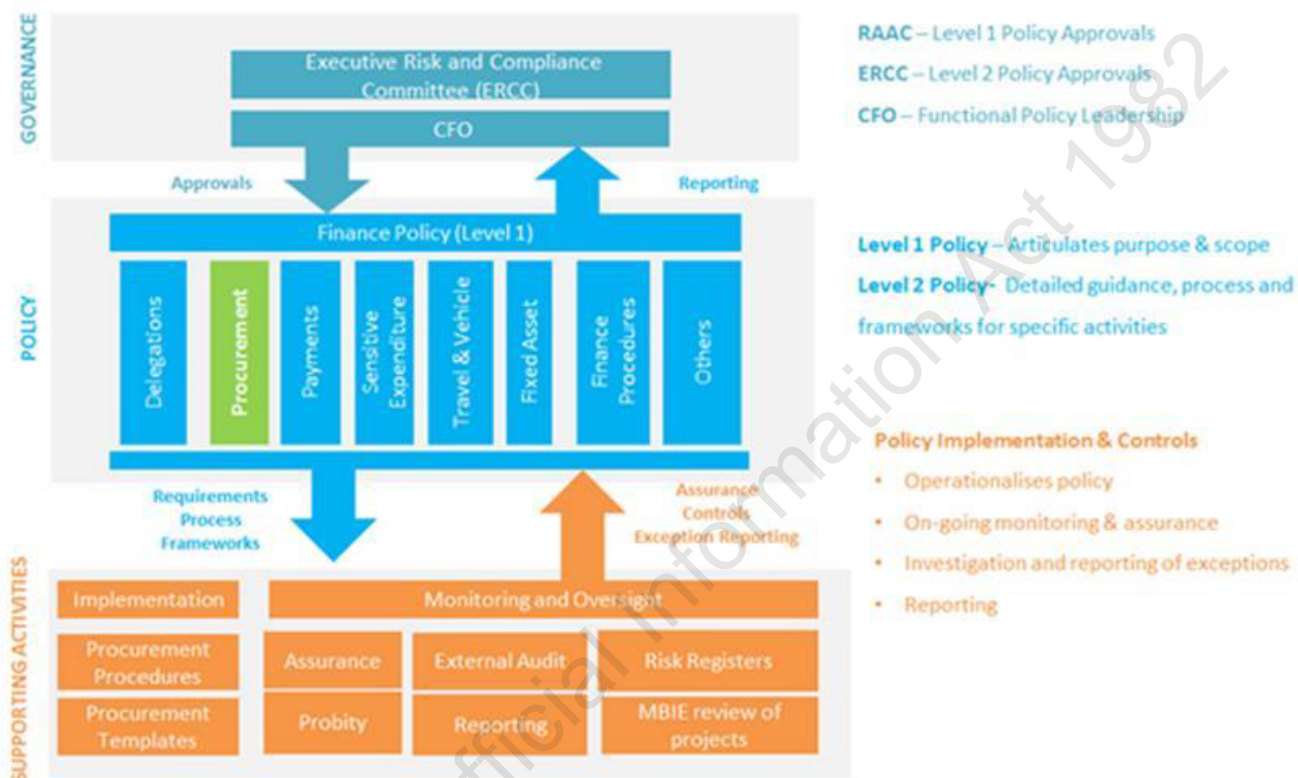 GOVERNANCE
Executive Risk and Compliance
Committee (ERCC)
CFO
RAAC – Level 1 Policy Approvals
ERCC – Level 2 Policy Approvals
CFO – Functional Policy Leadership
Approvals
Reporting
POLICY
Finance Policy (Level 1)
Delegations
Procurement
Payments
Sensitive
Expenditure
Travel & Vehicle
Fixed Asset
Finance
Procedures
Others
Level 1 Policy – Articulates purpose & scope
Level 2 Policy- Detailed guidance, process and
frameworks for specific activities
Requirements
Process
Frameworks
Assurance
Controls
Exception Reporting
Policy Implementation & Controls
• Operationalises policy
• On-going monitoring & assurance
• Investigation and reporting of exceptions
• Reporting
SUPPORTING ACTIVITIES
Implementation
Monitoring and Oversight
Procurement
Procedures
Assurance
External Audit
Risk Registers
Procurement
Templates
Probity
Reporting
MBIE review of
projects
Official Information Act 1982